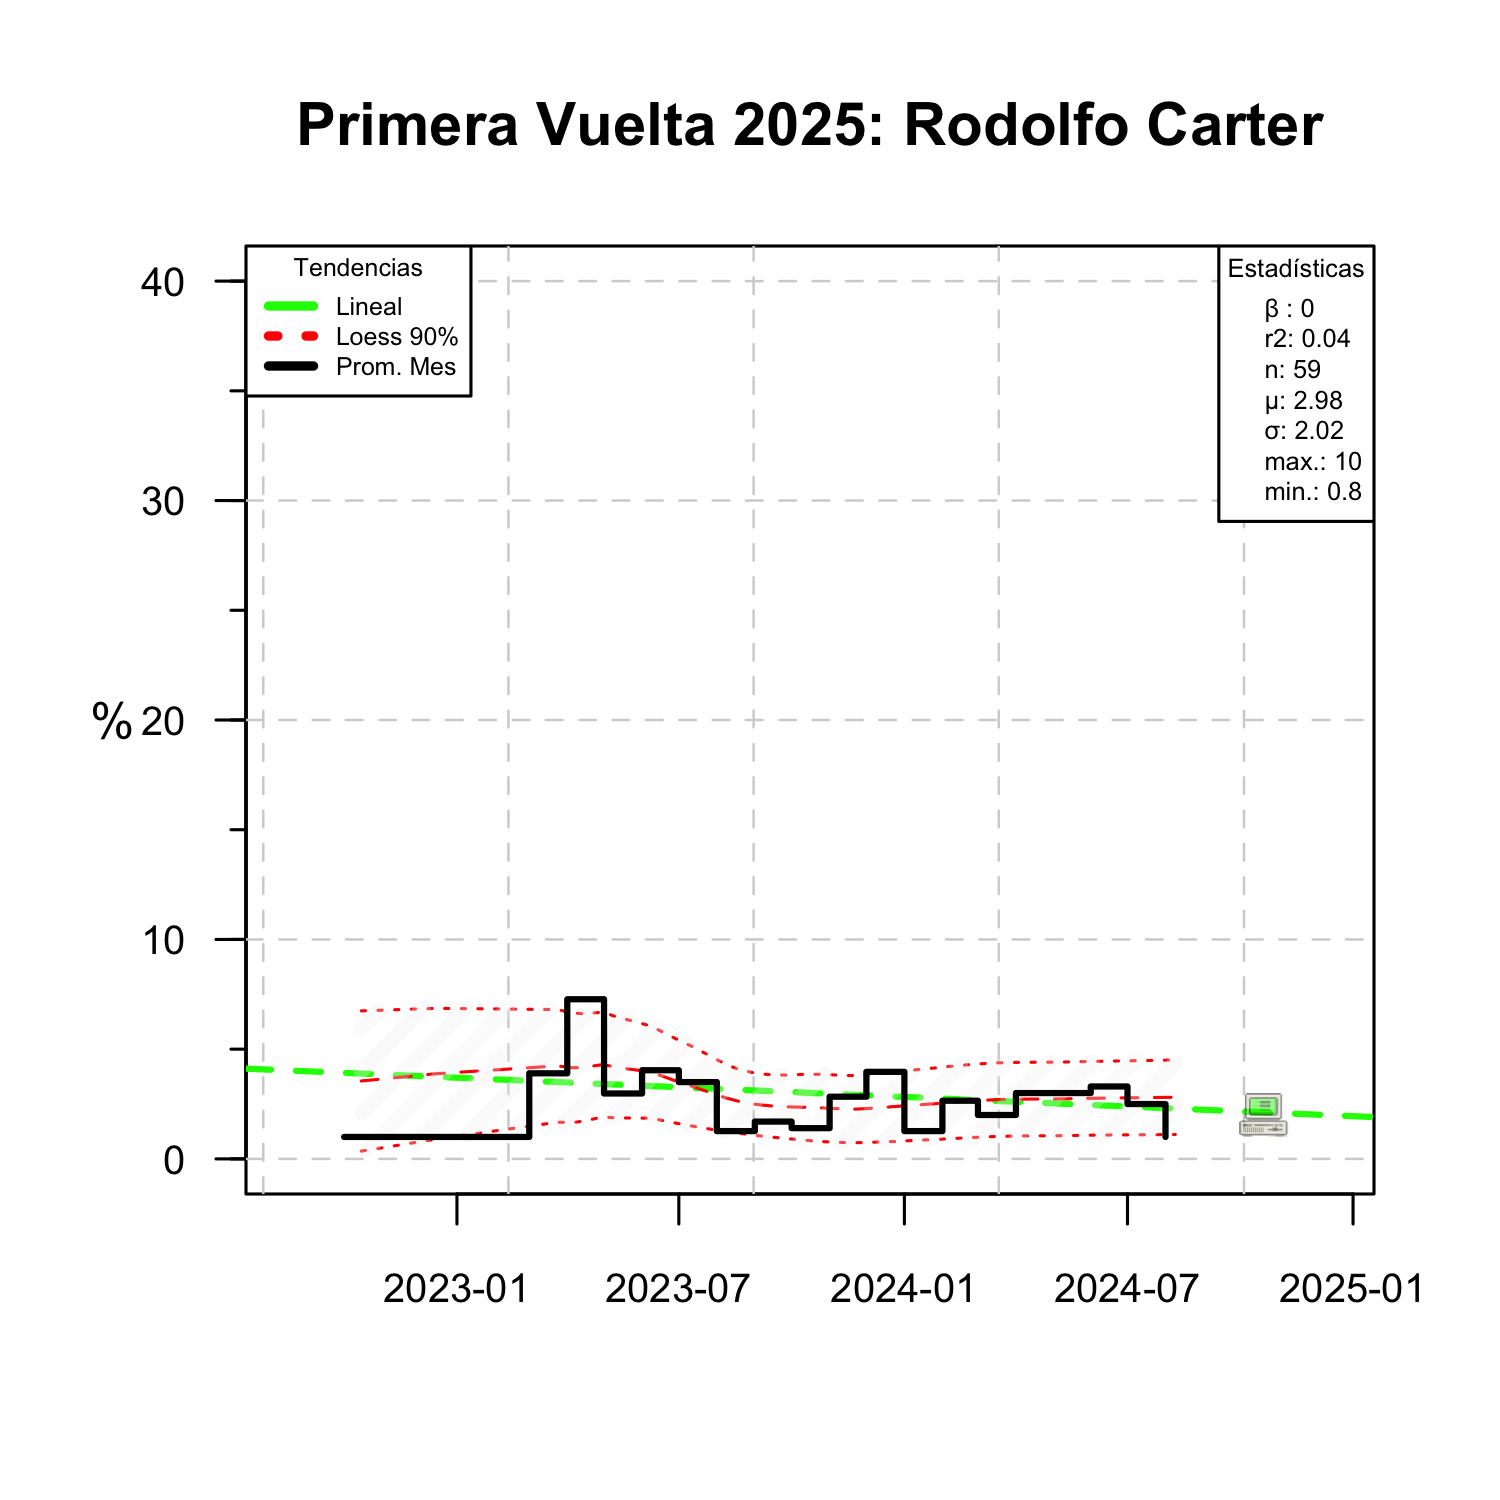 Primera Vuelta 2025: Rodolfo Carter
Tendencias
Lineal
Loess 90%
Prom. Mes
Estadísticas
β : 0
r2: 0.04
n: 59
μ: 2.98
σ: 2.02
max.: 10
min.: 0.8
40
30
% 20
10
0
2023-01 2023-07 2024-01 2024-07 2025-01